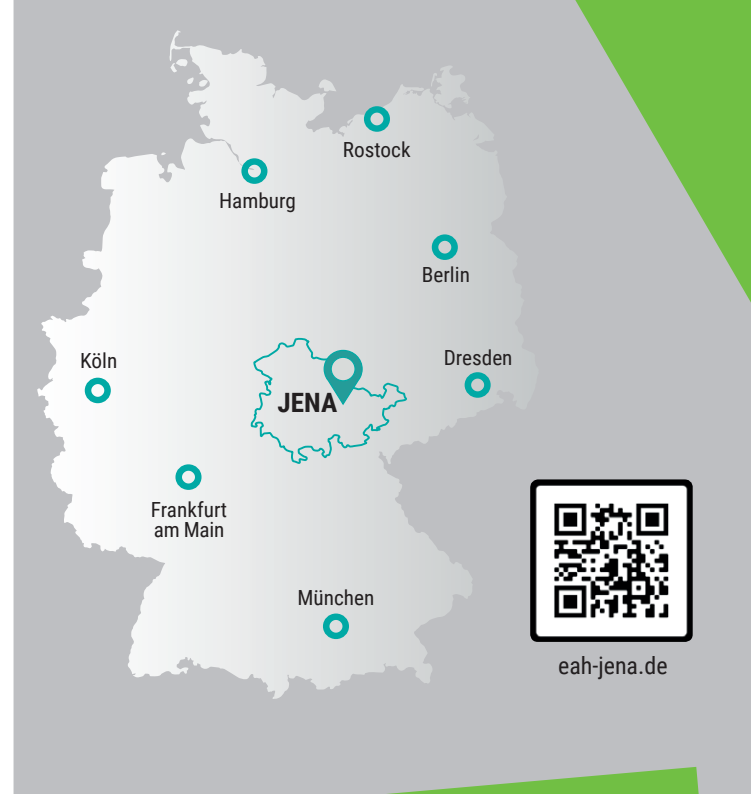 Rostock
Hamburg
Berlin
Köln
Dresden
JENA
Frankfurt
am Main
München
eah-jena.de